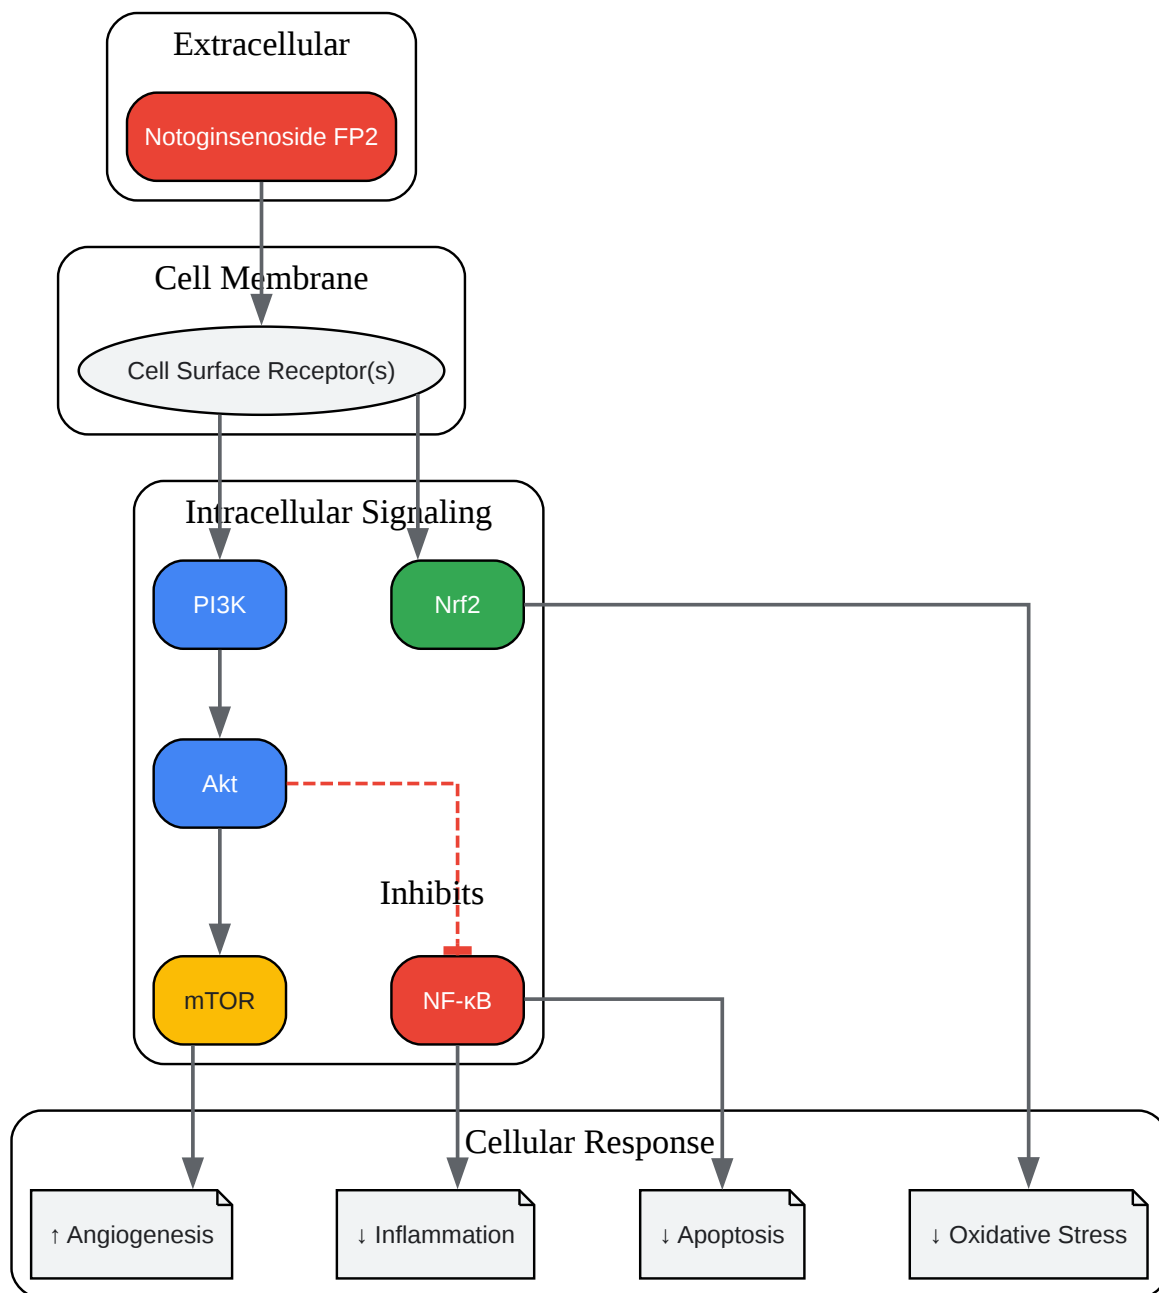 Extracellular
Notoginsenoside FP2
Cell Membrane
Cell Surface Receptor(s)
Intracellular Signaling
PI3K
Nrf2
Akt
Inhibits
mTOR
NF-κB
Cellular Response
↑ Angiogenesis
↓ Inflammation
↓ Apoptosis
↓ Oxidative Stress